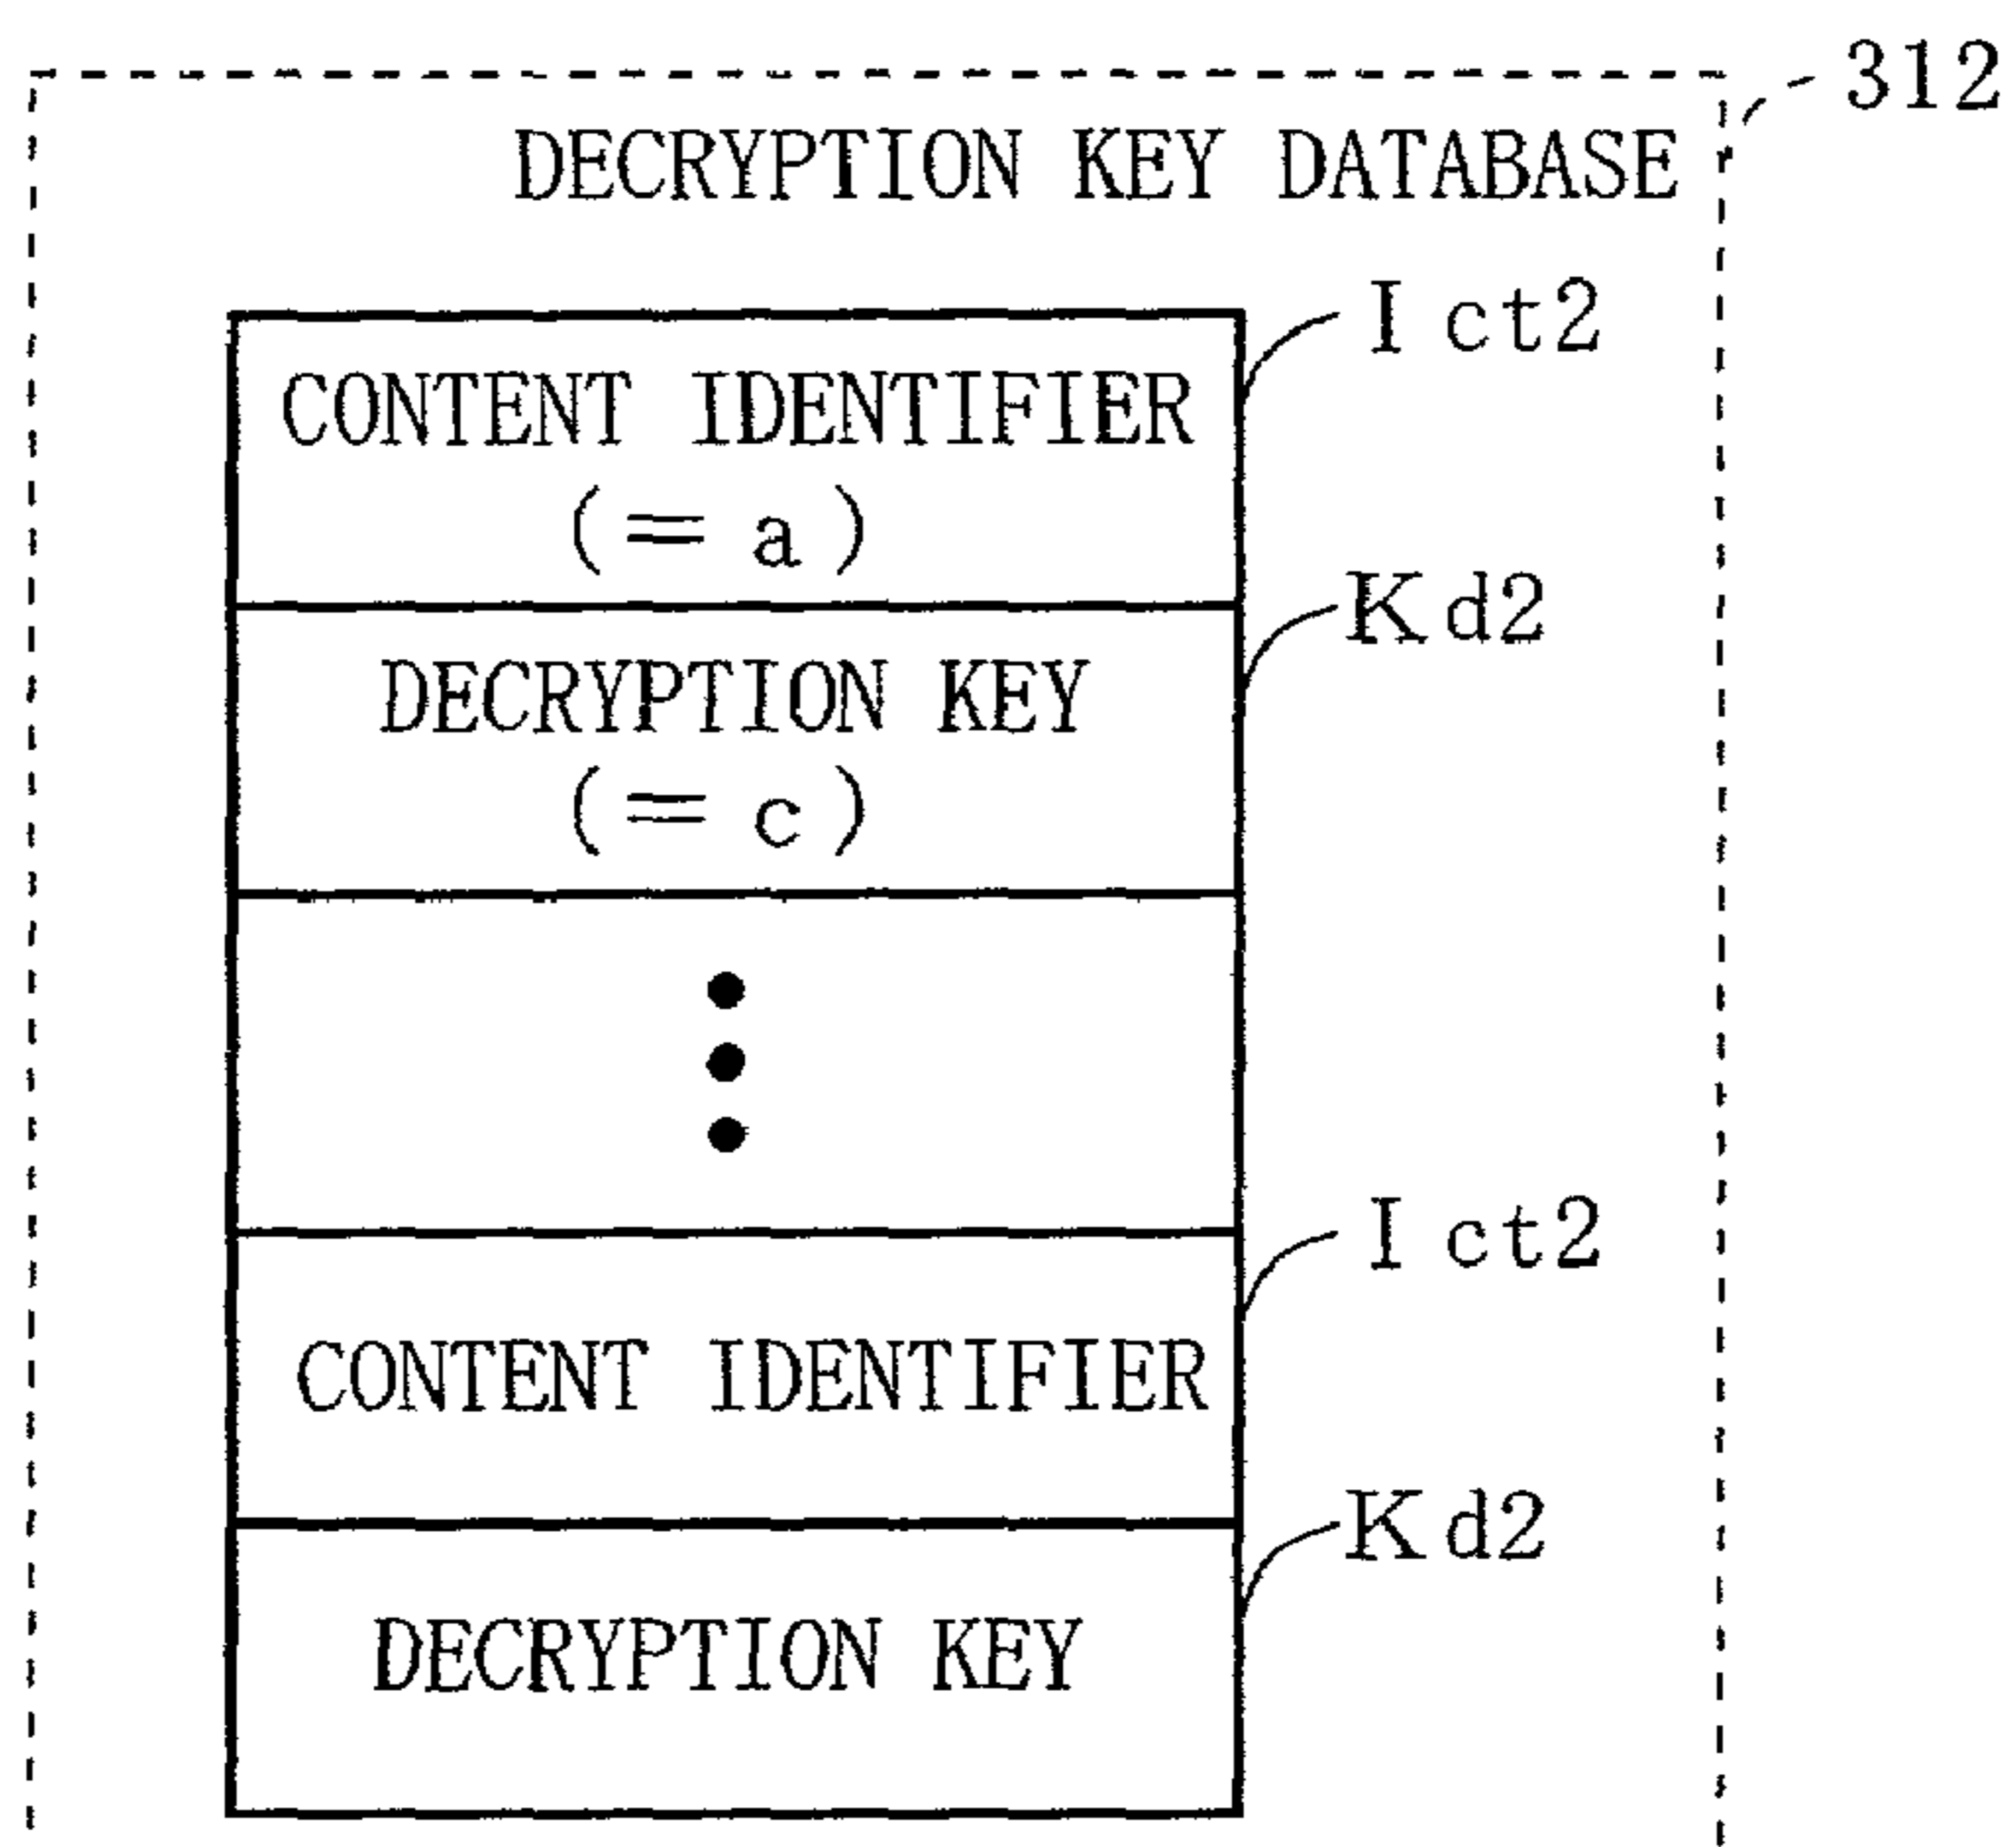 312
DECRYPTION KEY DATABASE
Ict2
CONTENT IDENTIFIER
(= a)
Kd2
DECRYPTION KEY
(= c)
Ict2
CONTENT IDENTIFIER
Kd2
DECRYPTION KEY